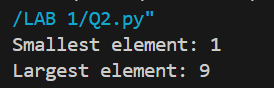 /LAB 1/Q2.py"
Smallest element: 1
Largest element: 9